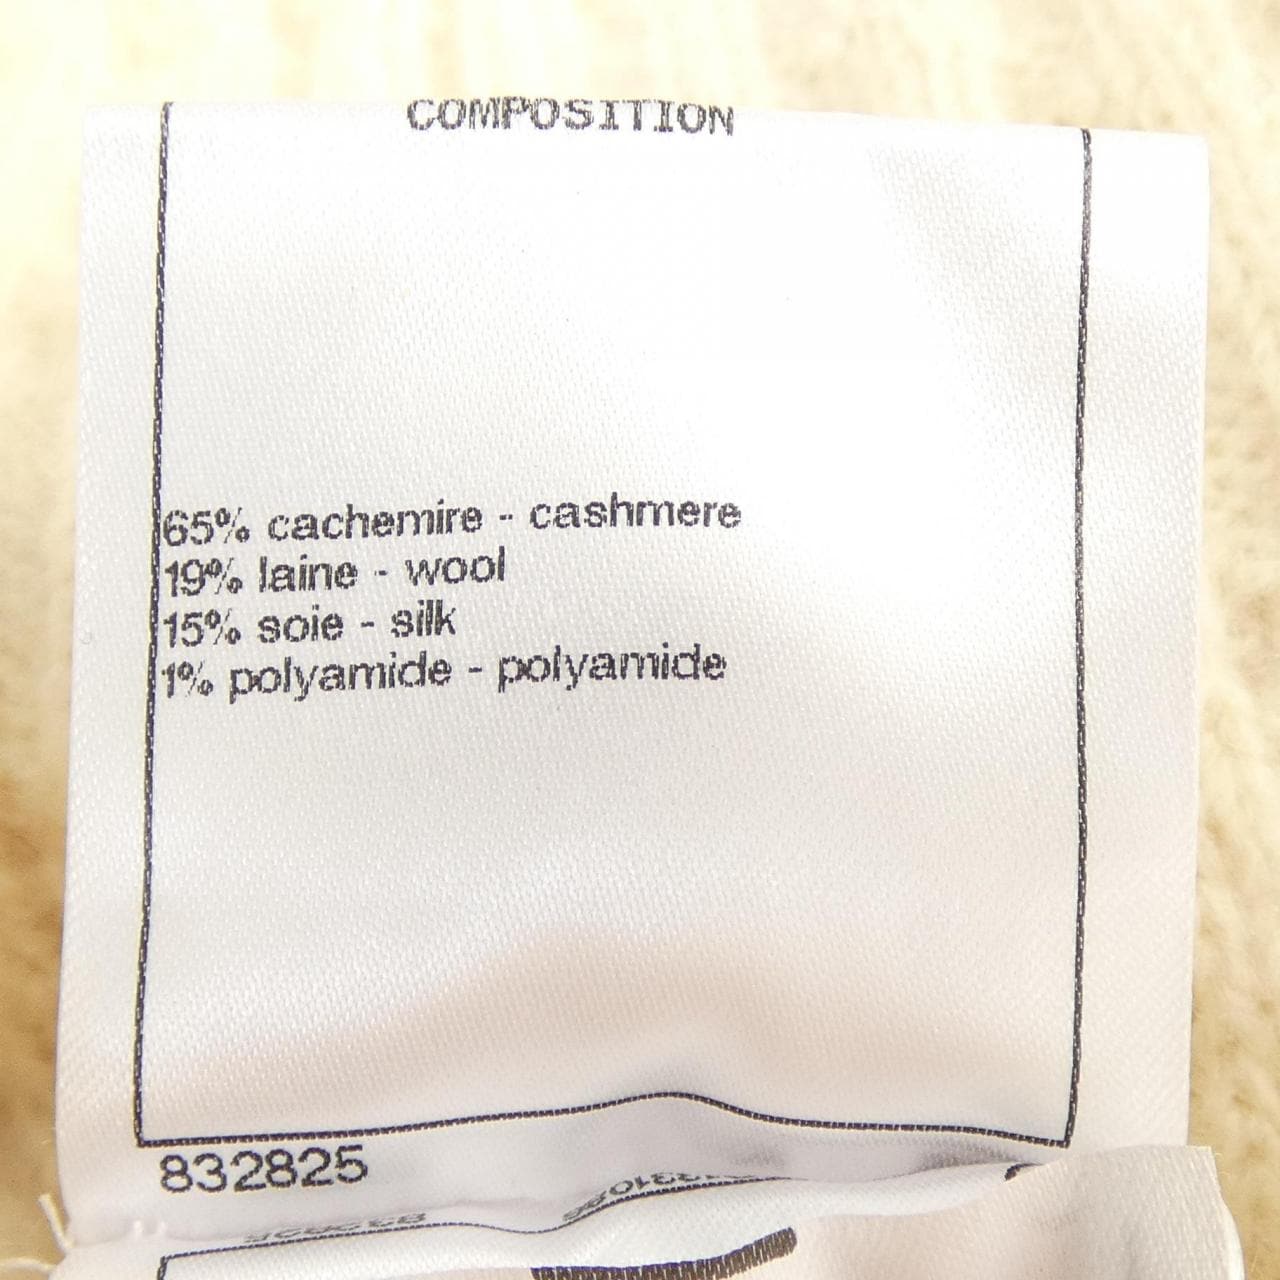 COMPOSITION
65% cachemire - cashmere
19% laine - wool
15% soie - silk
1% polyamide - polyamide
832825